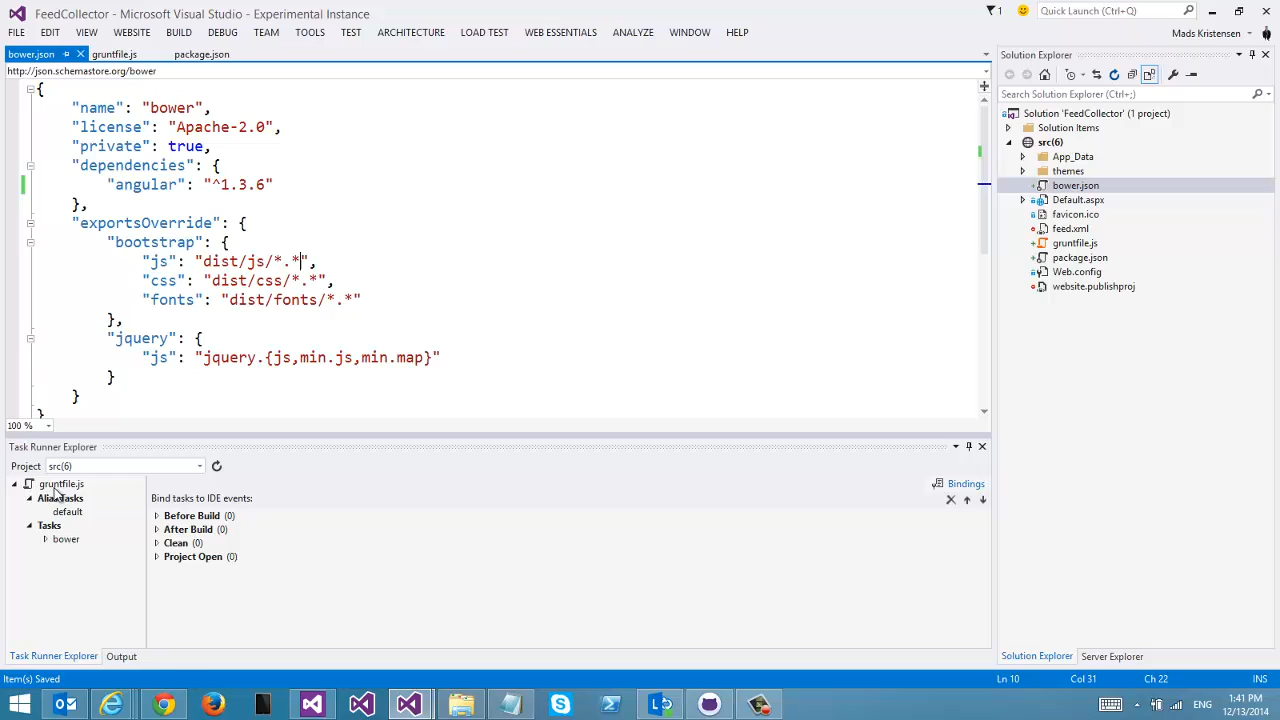 FeedCollector - Microsoft Visual Studio - Experimental Instance
1
Quick Launch (Ctrl+Q)
FILE EDIT VIEW WEBSITE BUILD DEBUG TEAM TOOLS TEST ARCHITECTURE LOAD TEST WEB ESSENTIALS ANALYZE WINDOW HELP
Mads Kristensen
bower.json gruntfile.js package.json
http://json.schemastore.org/bower
{
"name": "bower",
"license": "Apache-2.0",
"private": true,
"dependencies": {
"angular": "^1.3.6"
},
"exportsOverride": {
"bootstrap": {
"js": "dist/js/*.*",
"css": "dist/css/*.*",
"fonts": "dist/fonts/*.*"
},
"jquery": {
"js": "jquery.{js,min.js,min.map}"
}
}
}
100 %
Solution Explorer
Search Solution Explorer (Ctrl+;)
Solution 'FeedCollector' (1 project)
Solution Items
src(6)
App_Data
themes
bower.json
Default.aspx
favicon.ico
feed.xml
gruntfile.js
package.json
Web.config
website.publishproj
Task Runner Explorer
Project src(6)
gruntfile.js
Alias Tasks
default
Tasks
bower
Bindings
Bind tasks to IDE events:
Before Build (0)
After Build (0)
Clean (0)
Project Open (0)
Task Runner Explorer Output
Solution Explorer Server Explorer
Item(s) Saved
Ln 10 Col 31 Ch 22 INS
ENG
1:41 PM
12/13/2014